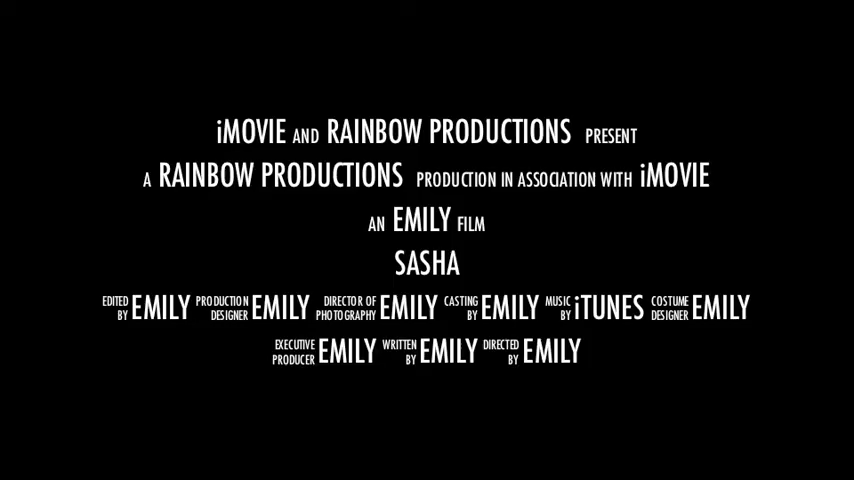 iMOVIE AND RAINBOW PRODUCTIONS PRESENT
A RAINBOW PRODUCTIONS PRODUCTION IN ASSOCIATION WITH iMOVIE
AN EMILY FILM
SASHA
EDITED BY EMILY PRODUCTION DESIGNER EMILY DIRECTOR OF PHOTOGRAPHY EMILY CASTING BY EMILY MUSIC BY iTUNES COSTUME DESIGNER EMILY
EXECUTIVE PRODUCER EMILY WRITTEN BY EMILY DIRECTED BY EMILY